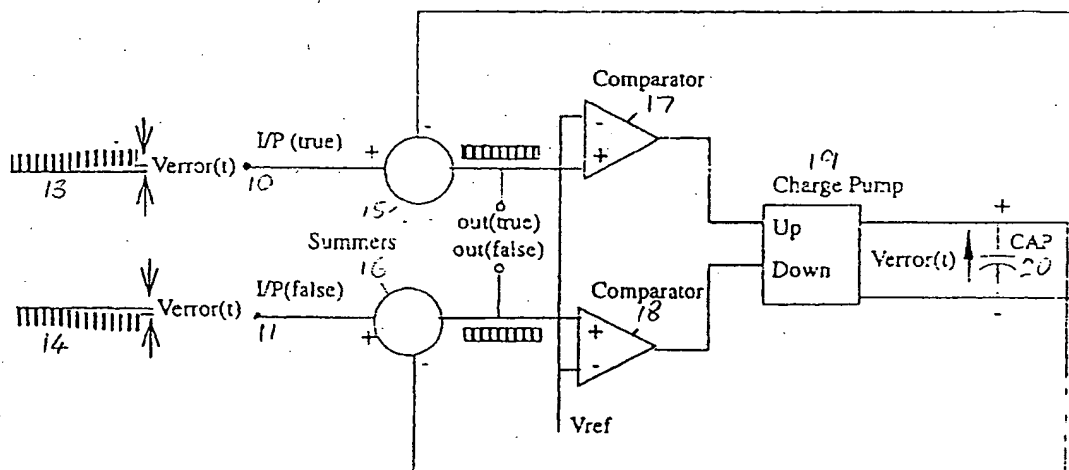 Comparator
17
I/P (true)
-
+
-
+
Verror(t)
13
10
15
19
Charge Pump
out(true)
out(false)
Up
+
Summers
16
CAP
20
Verror(t)
Down
I/P(false)
Comparator
18
-
Verror(t)
14
11
+
-
+
-
Vref